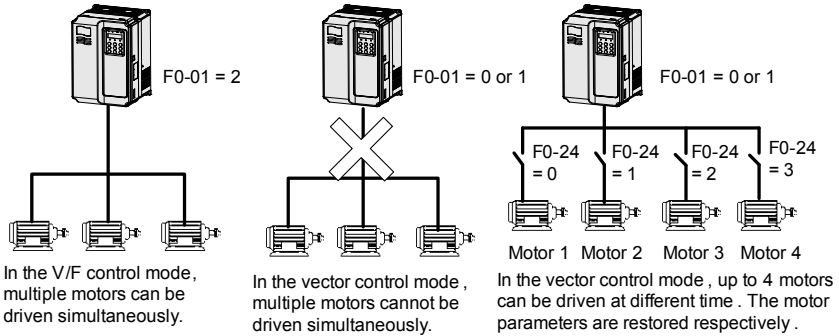 F0-01 = 2
In the V/F control mode,
multiple motors can be
driven simultaneously.
F0-01 = 0 or 1
In the vector control mode,
multiple motors cannot be
driven simultaneously.
F0-01 = 0 or 1
F0-24
= 0
F0-24
= 1
F0-24
= 2
F0-24
= 3
Motor 1 Motor 2 Motor 3 Motor 4
In the vector control mode, up to 4 motors
can be driven at different time. The motor
parameters are restored respectively.